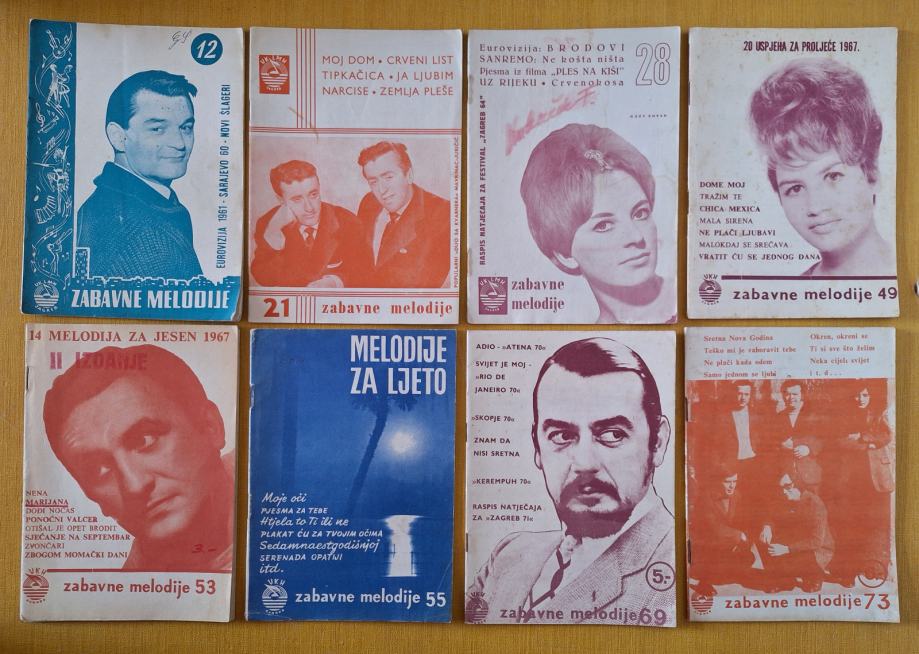 12
EUROVIZIJA 1961 - SARAJEVO 60 - NOVI ŠLAGERI
ZABAVNE MELODIJE
MOJ DOM • CRVENI LIST
TIPKAČICA • JA LJUBIM
NARCISE • ZEMLJA PLEŠE
21 zabavne melodije
Eurovizija: BRODOVI
SANREMO: Ne košta ništa
Pjesma iz filma „PLES NA KIŠI"
UZ RIJEKU • Crvenokosa
28
RASPIS NATJEČAJA ZA FESTIVAL „ZAGREB 64"
zabavne
melodije
20 USPJEHA ZA PROLJEĆE 1967.
DOME MOJ
TRAŽIM TE
CHICA MEXICA
MALA SIRENA
NE PLAČI LJUBAVI
MALOKDAJ SE SREČAVA
VRATIT ĆU SE JEDNOG DANA
zabavne melodije 49
14 MELODIJA ZA JESEN 1967
II IZDANJE
NENA
MARIJANA
DOĐI NOĆAS
PONOĆNI VALCER
OTIŠAL JE OPET BRODIT
SJEĆANJE NA SEPTEMBAR
ZVONČARI
ZBOGOM MOMAČKI DANI
3.-
zabavne melodije 53
MELODIJE
ZA LJETO
Moje oči
PJESMA ZA TEBE
Htjela to Ti ili ne
PLAKAT ĆU ZA TVOJIM OČIMA
Sedamnaestgodišnjoj
SERENADA OPATIJI
itd.
zabavne melodije 55
ADIO - »ATENA 70«
SVIJET JE MOJ -
»RIO DE
JANEIRO 70«
»SKOPJE 70«
ZNAM DA
NISI SRETNA
»KEREMPUH 70«
RASPIS NATJEČAJA
ZA »ZAGREB 71«
5.-
zabavne melodije 69
Sretna Nova Godina
Teško mi je zaboravit tebe
Ne plači kada odem
Samo jednom se ljubi
Okren, okreni se
Ti si sve što želim
Neka cijeli svijet
i t. d . . .
zabavne melodije 73